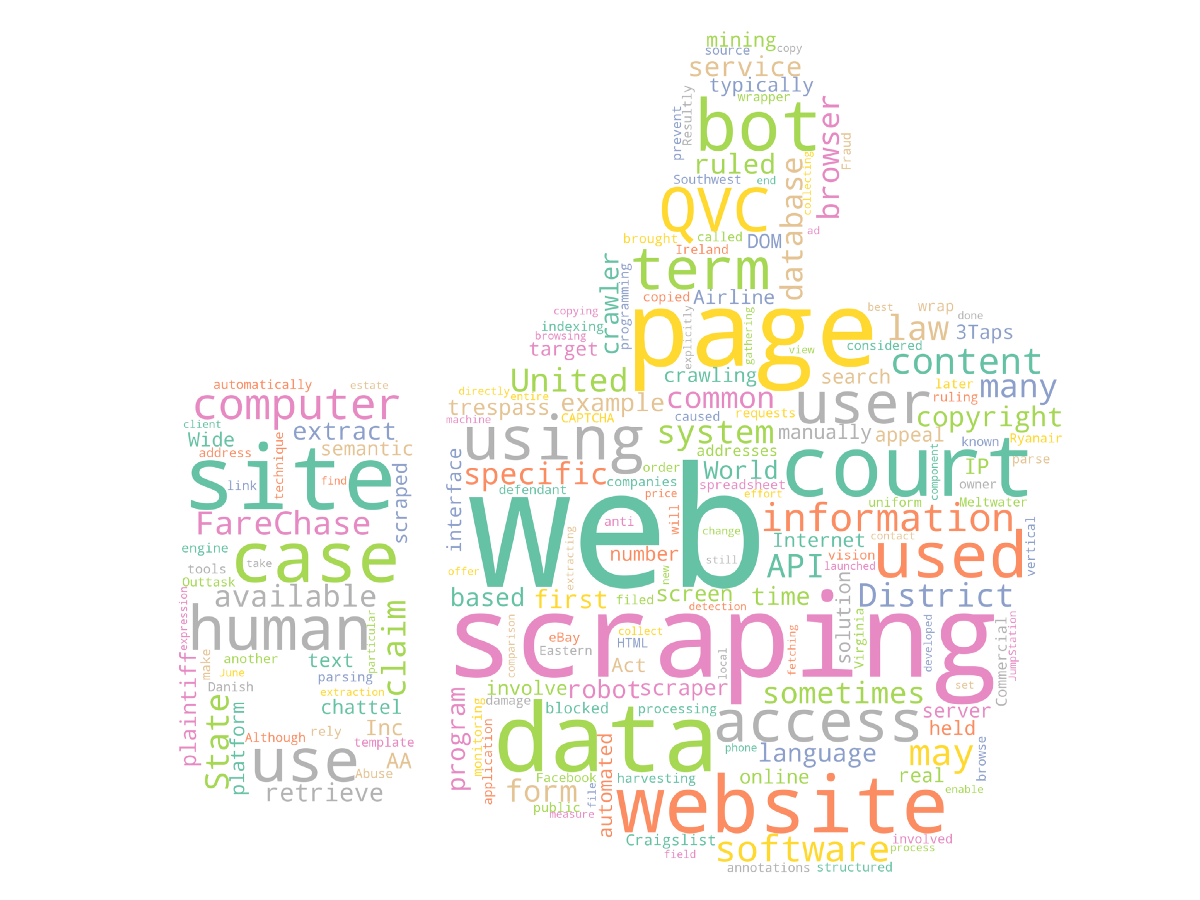 mining
source
copy
service
typically
wrapper
bot
browser
prevent
Resultly
Fraud
ruled
Southwest
end
database
collecting
QVC
ad
brought
called
DOM
Ireland
term
crawler
programming
copied
Airline
copying
indexing
browsing
target
page
explicitly
gathering
view
best
wrap
law
done
3Taps
considered
content
automatically
estate
computer
client
Wide
extract
address
technique
semantic
site
link
find
scraped
FareChase
engine
case
tools
take
Outtask
available
expression
human
particular
claim
another
text
make
June
parsing
Danish
extraction
plaintiff
chattel
State
platform
Although
rely
Inc
template
use
AA
Abuse
retrieve
United
crawling
search
later
many
ruling
directly
entire
common
user
copyright
trespass
example
CAPTCHA
machine
caused
requests
using
system
manually
appeal
known
Ryanair
addresses
court
component
parse
interface
specific
order
World
IP
companies
owner
defendant
price
spreadsheet
effort
uniform
Meltwater
web
anti
will
change
information
vertical
extracting
Internet
contact
number
still
API
vision
used
offer
new
launched
based
first
filed
screen
time
solution
District
detection
scraping
comparison
eBay
collect
HTML
Eastern
Act
local
fetching
Virginia
developed
Commercial
JumpStation
set
involve
robot
scraper
sometimes
damage
program
monitoring
application
blocked
processing
access
server
data
held
phone
language
may
browse
Facebook
harvesting
online
real
form
file
automated
enable
public
measure
website
Craigslist
software
involved
process
field
annotations
structured